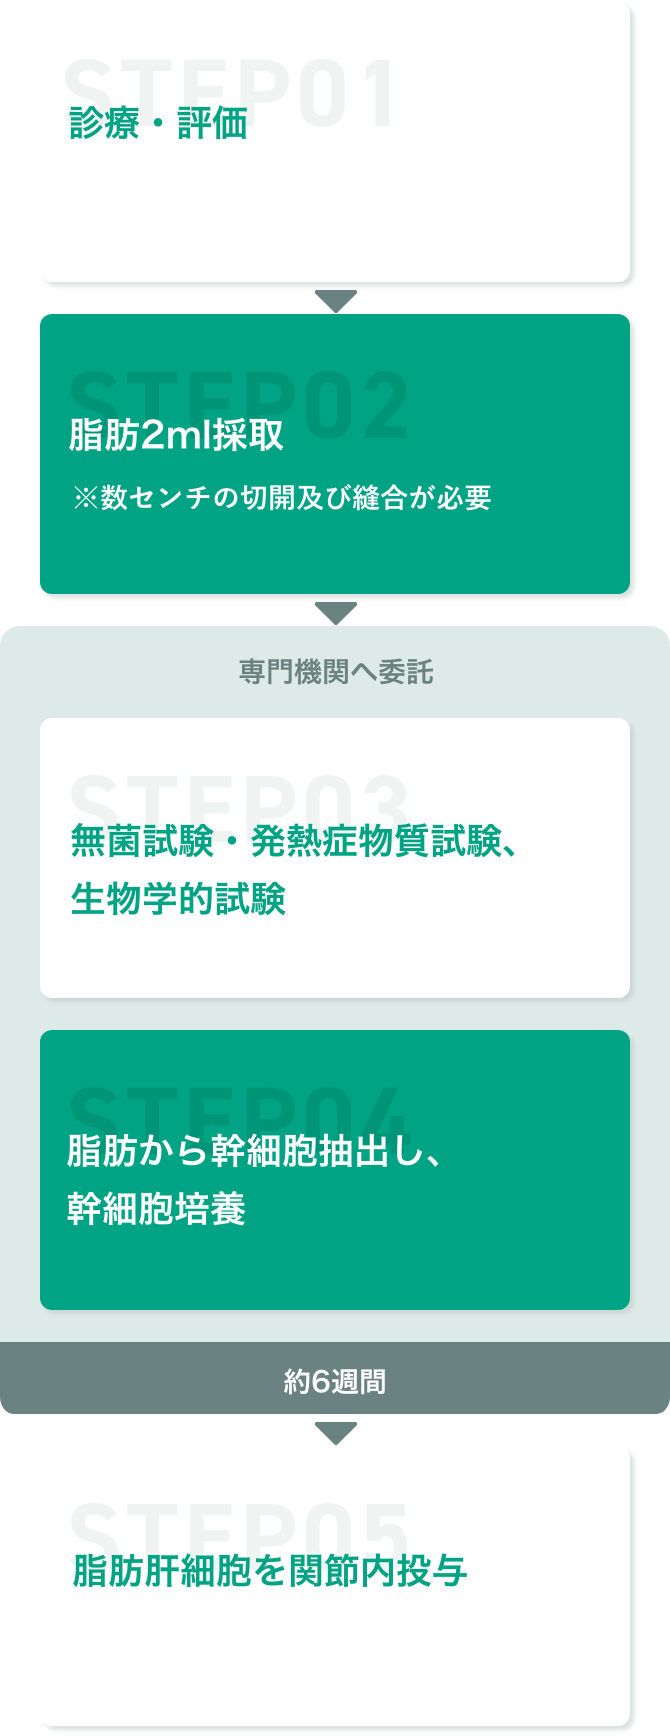 STEP01
診療・評価
STEP02
脂肪2ml採取
※数センチの切開及び縫合が必要
専門機関へ委託
STEP03
無菌試験・発熱症物質試験、
生物学的試験
STEP04
脂肪から幹細胞抽出し、
幹細胞培養
約6週間
STEP05
脂肪肝細胞を関節内投与